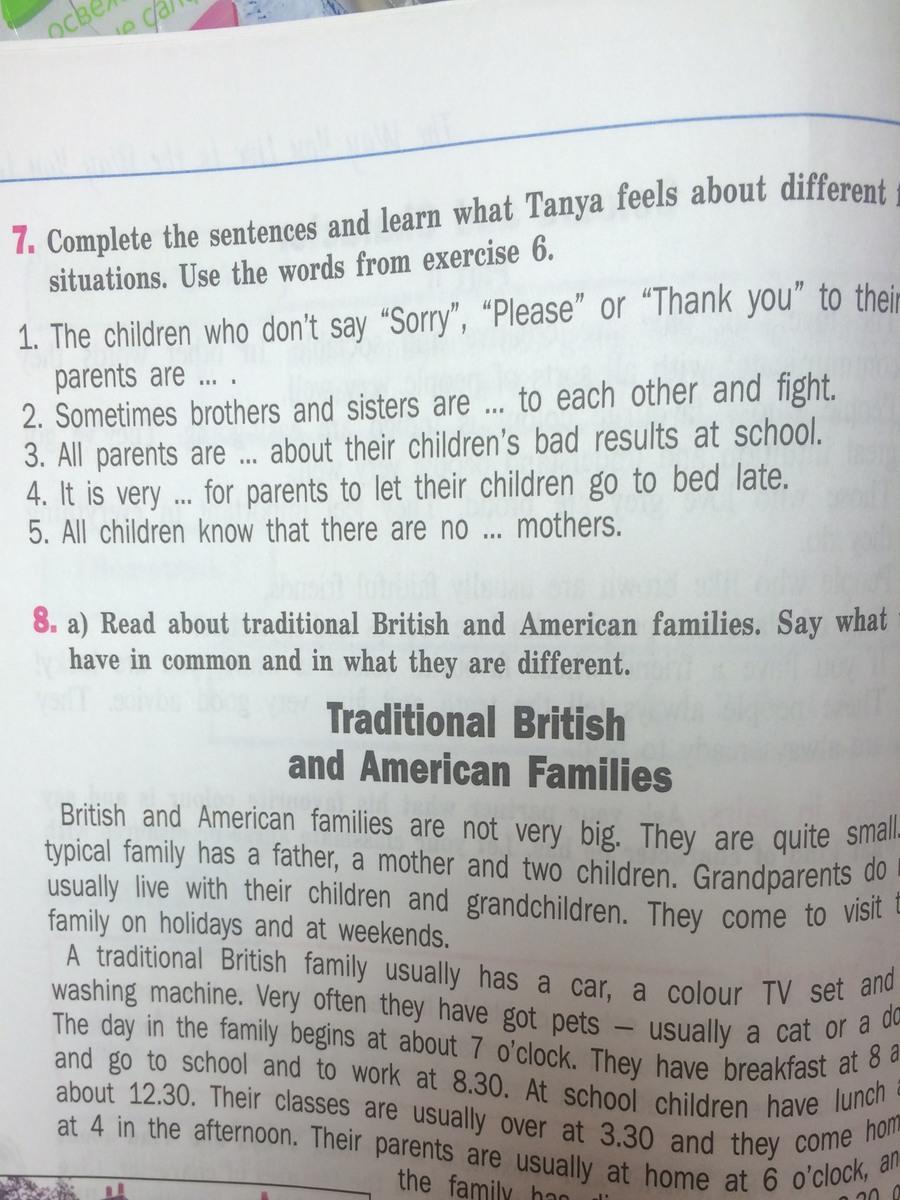 7. Complete the sentences and learn what Tanya feels about different
situations. Use the words from exercise 6.
1. The children who don't say “Sorry”, “Please” or “Thank you” to their
parents are ... .
2. Sometimes brothers and sisters are ... to each other and fight.
3. All parents are ... about their children's bad results at school.
4. It is very ... for parents to let their children go to bed late.
5. All children know that there are no ... mothers.
8. a) Read about traditional British and American families. Say what
have in common and in what they are different.
Traditional British
and American Families
British and American families are not very big. They are quite small.
typical family has a father, a mother and two children. Grandparents do
usually live with their children and grandchildren. They come to visit
family on holidays and at weekends.
A traditional British family usually has a car, a colour TV set and
washing machine. Very often they have got pets — usually a cat or a
The day in the family begins at about 7 o'clock. They have breakfast at 8
and go to school and to work at 8.30. At school children have lunch
about 12.30. Their classes are usually over at 3.30 and they come
at 4 in the afternoon. Their parents are usually at home at 6 o'clock,
the family